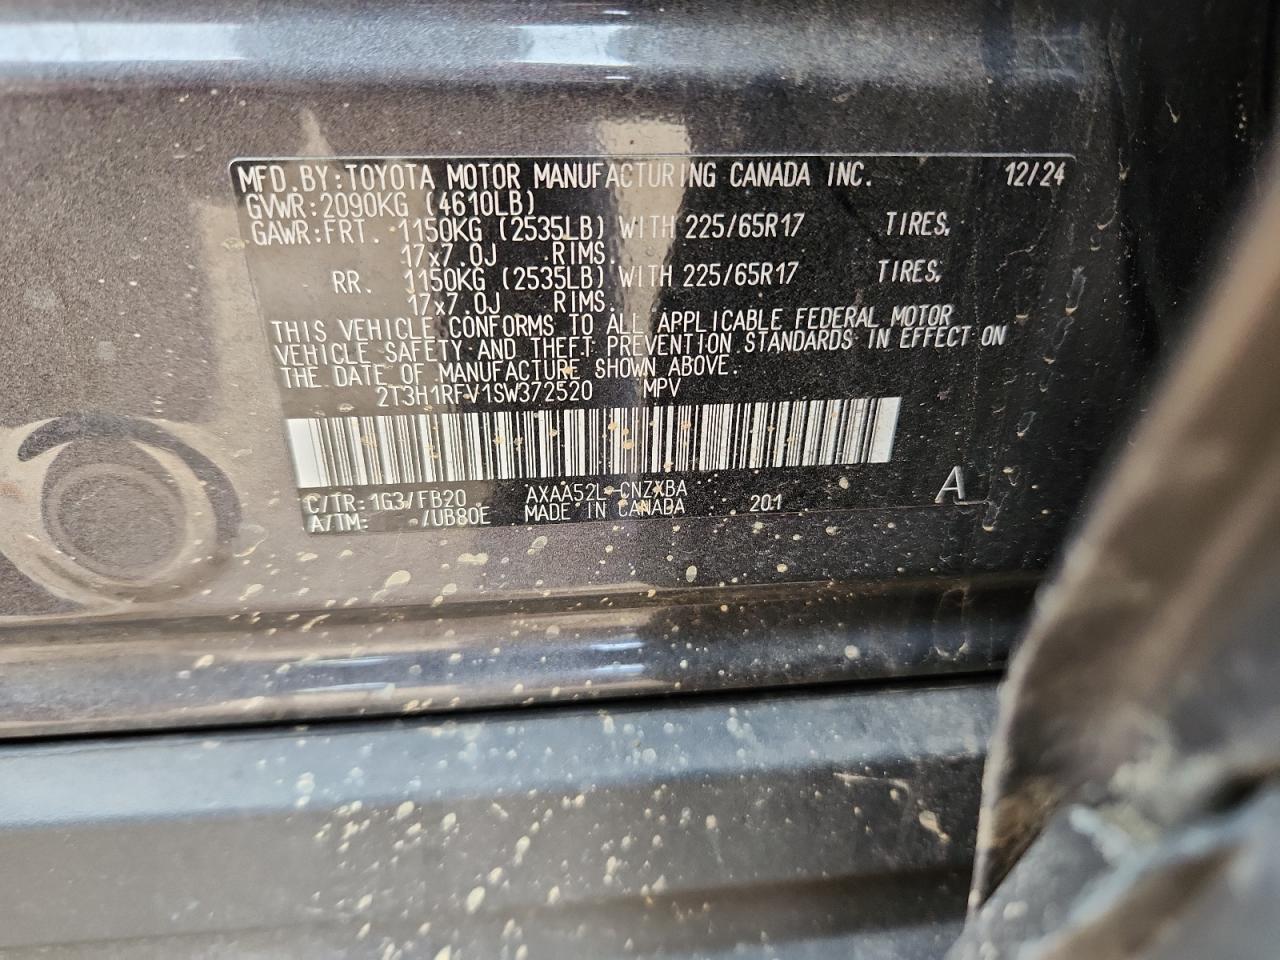 MFD.BY:TOYOTA MOTOR MANUFACTURING CANADA INC. 12/24
GVWR:2090KG (4610LB)
GAWR:FRT. 1150KG (2535LB) WITH 225/65R17 TIRES,
17x7.0J RIMS.
RR. 1150KG (2535LB) WITH 225/65R17 TIRES,
17x7.0J RIMS.
THIS VEHICLE CONFORMS TO ALL APPLICABLE FEDERAL MOTOR
VEHICLE SAFETY AND THEFT PREVENTION STANDARDS IN EFFECT ON
THE DATE OF MANUFACTURE SHOWN ABOVE.
2T3H1RFV1SW372520 MPV
C/TR:1G3/FB20 AXAA52L-CNZXBA
A/TM: /UB80E MADE IN CANADA 201 A